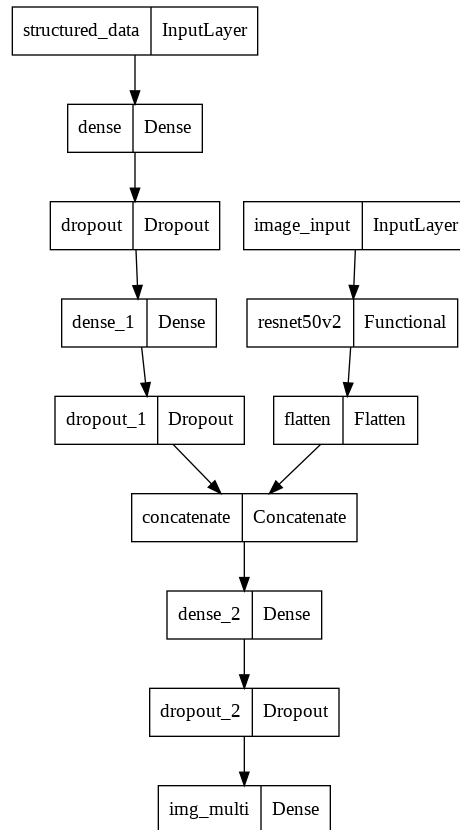 structured_data InputLayer
dense Dense
dropout Dropout
image_input InputLayer
dense_1 Dense
resnet50v2 Functional
dropout_1 Dropout
flatten Flatten
concatenate Concatenate
dense_2 Dense
dropout_2 Dropout
img_multi Dense